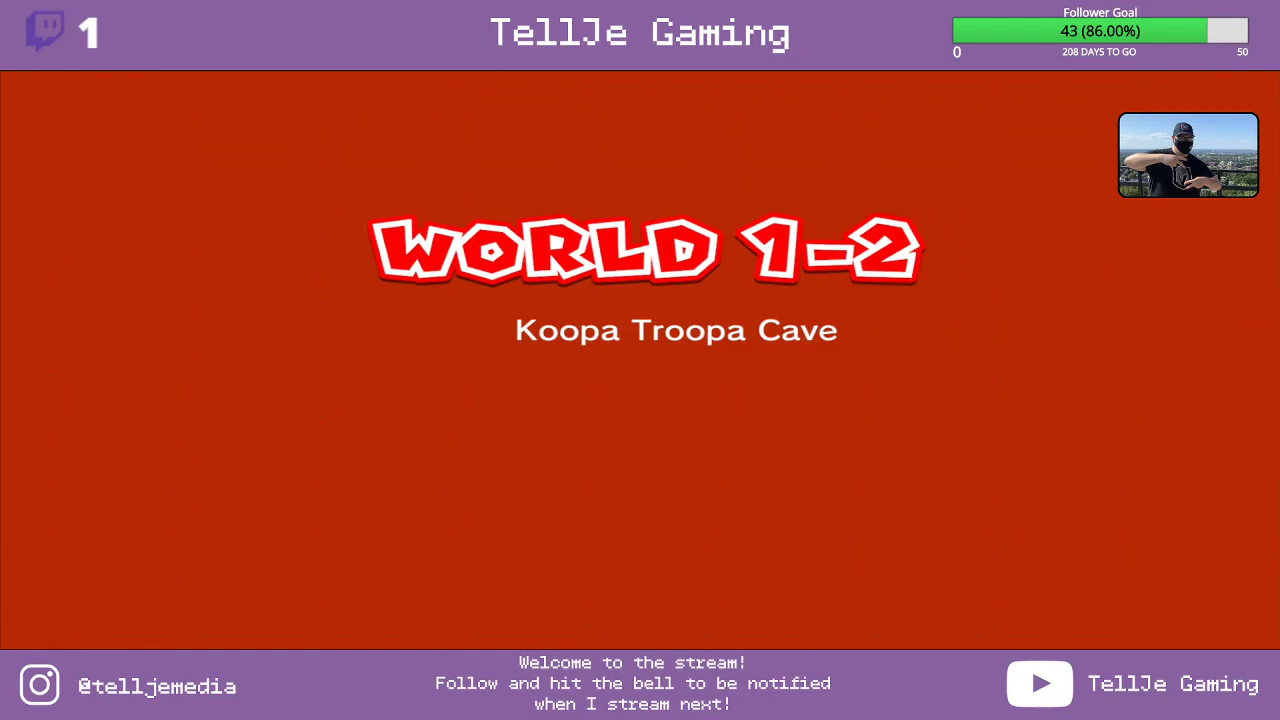 1
TellJe Gaming
Follower Goal
43 (86.00%)
0
208 DAYS TO GO
50
WORLD 1-2
Koopa Troopa Cave
@telljemedia
Welcome to the stream!
Follow and hit the bell to be notified
when I stream next!
TellJe Gaming